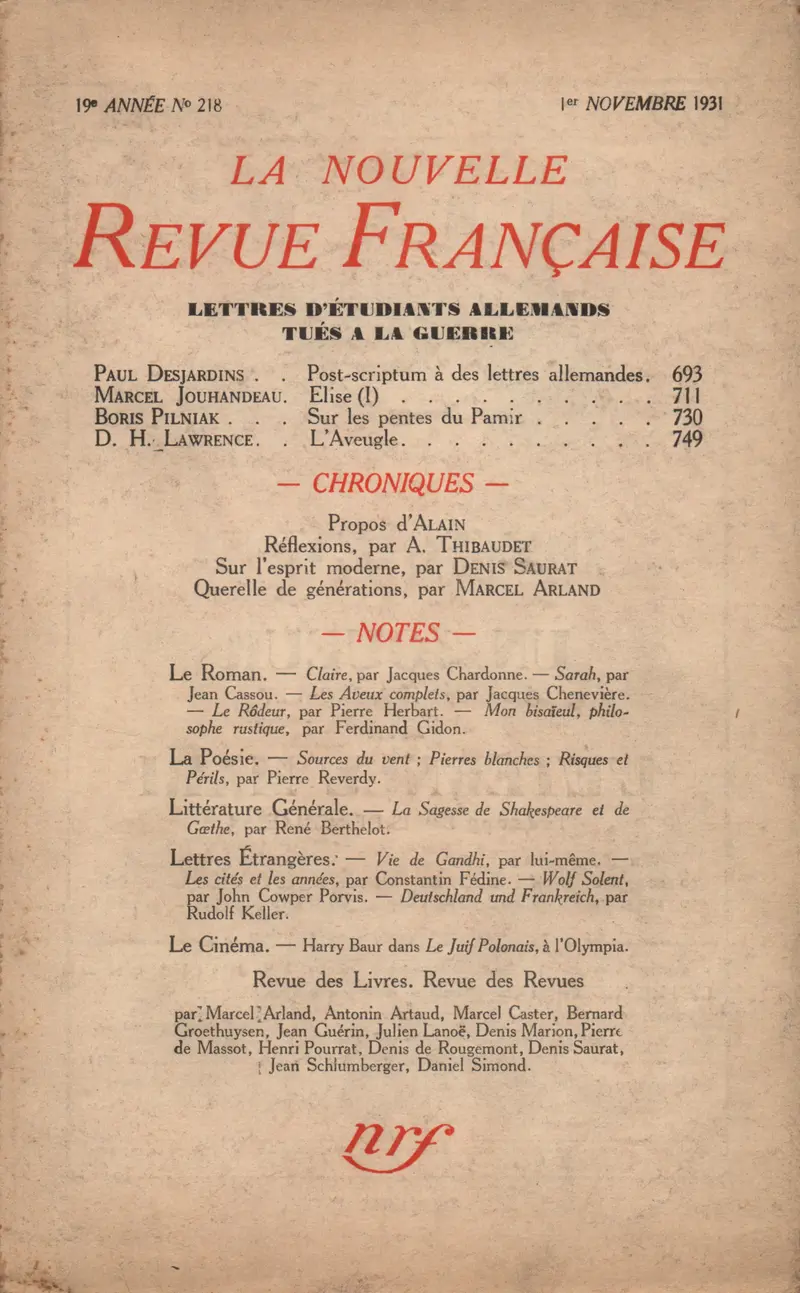 19e ANNÉE No 218
1er NOVEMBRE 1931
LA NOUVELLE
REVUE FRANÇAISE
LETTRES D'ÉTUDIANTS ALLEMANDS
TUÉS A LA GUERRE
PAUL DESJARDINS . . Post-scriptum à des lettres allemandes. 693
MARCEL JOUHANDEAU. Elise (I) . . . . . . . . . . 711
BORIS PILNIAK . . . Sur les pentes du Pamir . . . . . 730
D. H. LAWRENCE. . L'Aveugle. . . . . . . . . . 749
— CHRONIQUES —
Propos d'ALAIN
Réflexions, par A. THIBAUDET
Sur l'esprit moderne, par DENIS SAURAT
Querelle de générations, par MARCEL ARLAND
— NOTES —
Le Roman. — Claire, par Jacques Chardonne. — Sarah, par
Jean Cassou. — Les Aveux complets, par Jacques Chenevière.
— Le Rôdeur, par Pierre Herbart. — Mon bisaïeul, philo-
sophe rustique, par Ferdinand Gidon.
La Poésie. — Sources du vent ; Pierres blanches ; Risques et
Périls, par Pierre Reverdy.
Littérature Générale. — La Sagesse de Shakespeare et de
Gœthe, par René Berthelot.
Lettres Étrangères. — Vie de Gandhi, par lui-même. —
Les cités et les années, par Constantin Fédine. — Wolf Solent,
par John Cowper Porvis. — Deutschland und Frankreich, par
Rudolf Keller.
Le Cinéma. — Harry Baur dans Le Juif Polonais, à l'Olympia.
Revue des Livres. Revue des Revues
par Marcel Arland, Antonin Artaud, Marcel Caster, Bernard
Groethuysen, Jean Guérin, Julien Lanoë, Denis Marion, Pierre
de Massot, Henri Pourrat, Denis de Rougemont, Denis Saurat,
Jean Schlumberger, Daniel Simond.
nrf